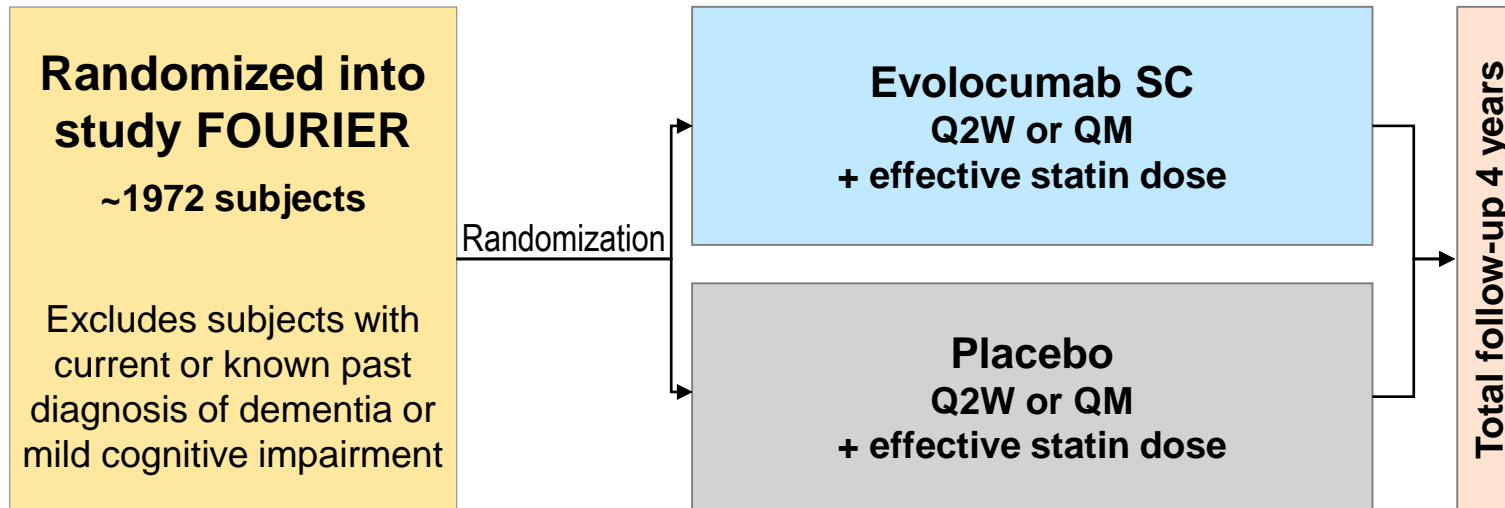 Randomized into
study FOURIER
~1972 subjects
Excludes subjects with
current or known past
diagnosis of dementia or
mild cognitive impairment
Randomization
Evolocumab SC
Q2W or QM
+ effective statin dose
Placebo
Q2W or QM
+ effective statin dose
Total follow-up 4 years